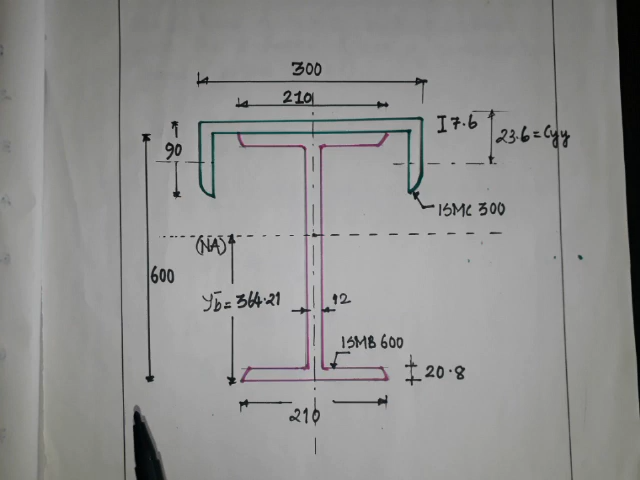 300
210
I 7.6
23.6 = Cyy
90
ISMC 300
(NA)
600
ȳb = 364.21
12
ISMB 600
20.8
210